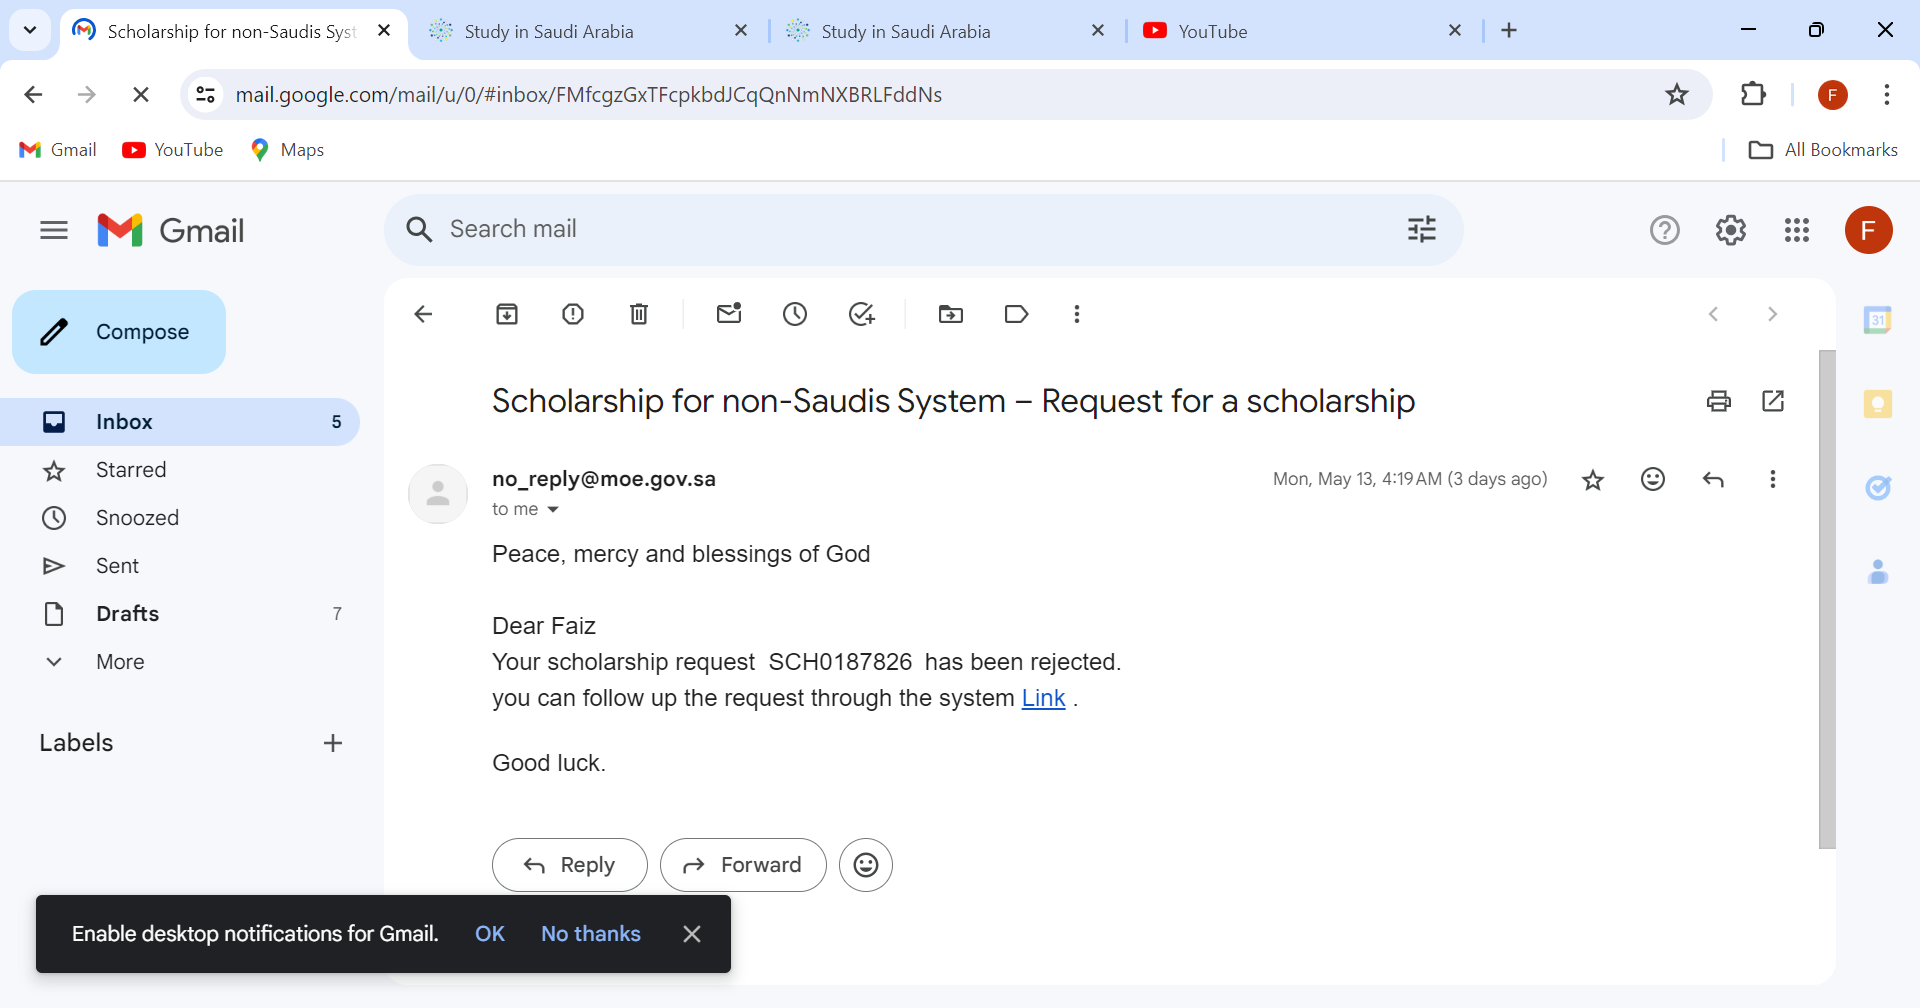 Scholarship for non-Saudis Syst
Study in Saudi Arabia
Study in Saudi Arabia
YouTube
mail.google.com/mail/u/0/#inbox/FMfcgzGxTFcpkbdJCqQnNmNXBRLFddNs
F
Gmail
YouTube
Maps
All Bookmarks
Gmail
Search mail
F
Compose
31
Scholarship for non-Saudis System – Request for a scholarship
Inbox 5
Starred
Snoozed
Sent
Drafts 7
More
Labels
no_reply@moe.gov.sa
Mon, May 13, 4:19 AM (3 days ago)
to me
Peace, mercy and blessings of God
Dear Faiz
Your scholarship request SCH0187826 has been rejected.
you can follow up the request through the system Link .
Good luck.
Reply
Forward
Enable desktop notifications for Gmail. OK No thanks